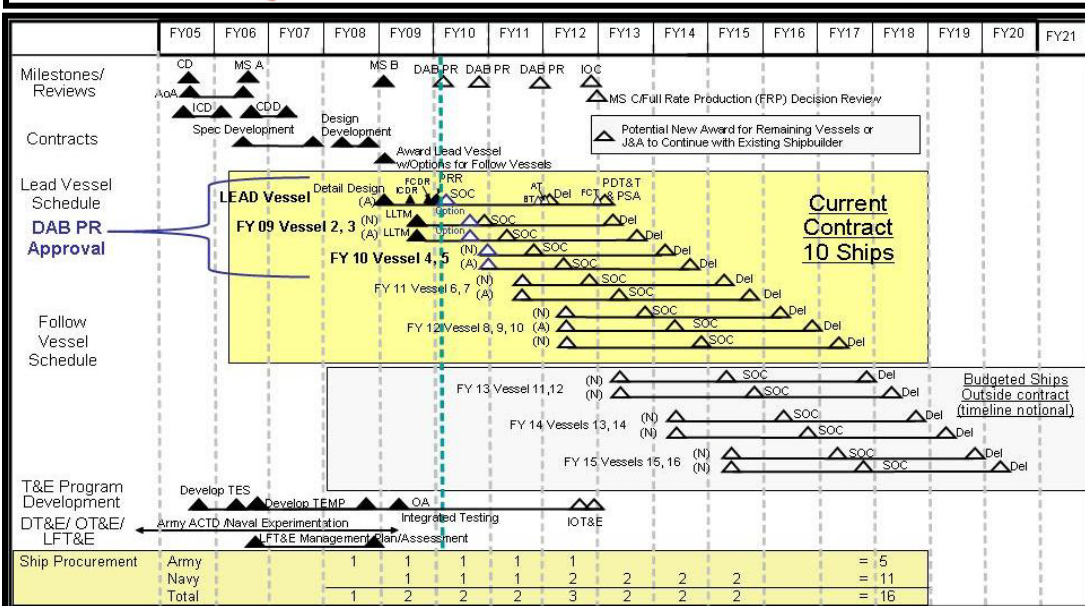 FY05 FY06 FY07 FY08 FY09 FY10 FY11 FY12 FY13 FY14 FY15 FY16 FY17 FY18 FY19 FY20 FY21
Milestones/
Reviews
CD MS A MS B DAB PR DAB PR DAB PR IOC
AoA
MS C/Full Rate Production (FRP) Decision Review
ICD CDD
Contracts
Spec Development
Design
Development
Potential New Award for Remaining Vessels or
J&A to Continue with Existing Shipbuilder
Award Lead Vessel
w/Options for Follow Vessels
Lead Vessel
Schedule
DAB PR
Approval
LEAD Vessel
Detail Design
(A)
ICDR
FCDR
PRR
SOC
AT
BT
Del
FCT
PDT&T
& PSA
Current
Contract
10 Ships
FY 09 Vessel 2, 3
(N) LLTM Option SOC Del
(A) LLTM Option SOC Del
FY 10 Vessel 4, 5
(N) SOC Del
(A) SOC Del
FY 11 Vessel 6, 7
(N) SOC Del
(A) SOC Del
Follow
Vessel
Schedule
FY 12 Vessel 8, 9, 10
(N) SOC Del
(A) SOC Del
(N) SOC Del
FY 13 Vessel 11,12
(N) SOC Del
(N) SOC Del
Budgeted Ships
Outside contract
(timeline notional)
FY 14 Vessels 13, 14
(N) SOC Del
(N) SOC Del
FY 15 Vessels 15, 16
(N) SOC Del
(N) SOC Del
T&E Program
Development
Develop TES
Develop TEMP
OA
Integrated Testing
IOT&E
DT&E/ OT&E/
LFT&E
Army ACTD /Naval Experimentation
LFT&E Management Plan/Assessment
Ship Procurement
Army 1 1 1 1 1 = 5
Navy 1 1 1 2 2 2 2 = 11
Total 1 2 2 2 3 2 2 2 = 16